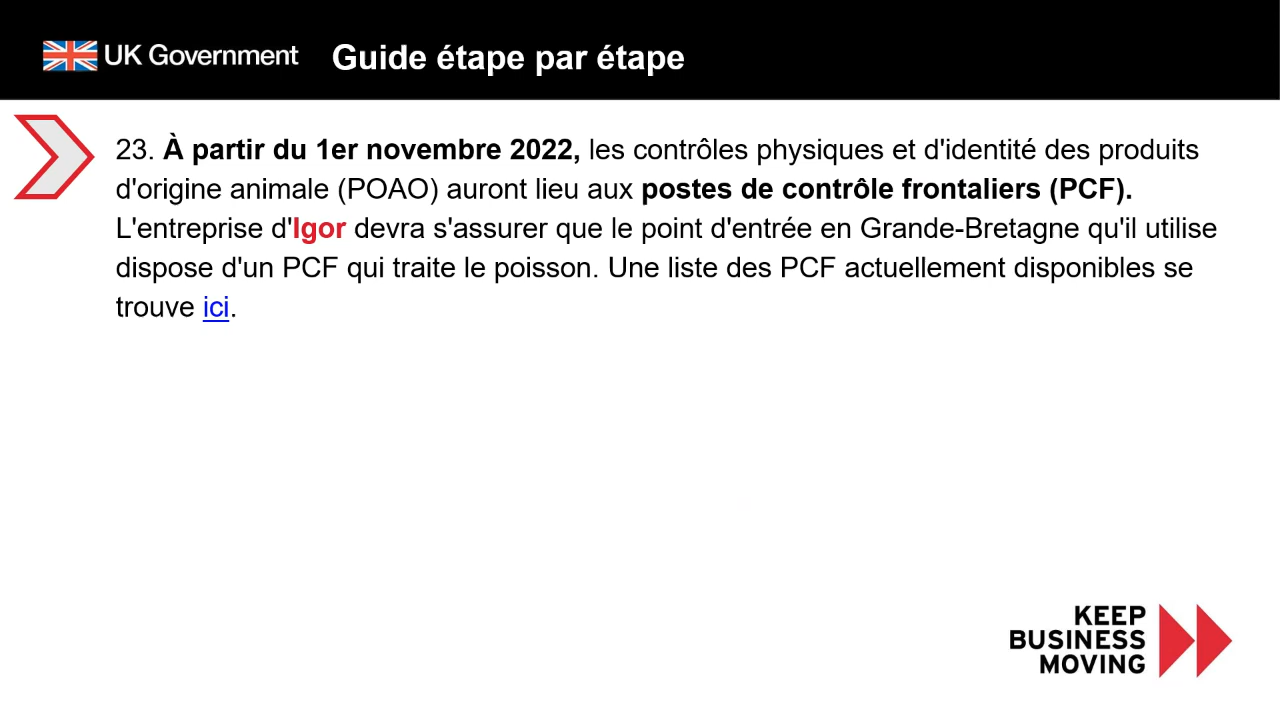 UK Government
Guide étape par étape
23. À partir du 1er novembre 2022, les contrôles physiques et d'identité des produits
d'origine animale (POAO) auront lieu aux postes de contrôle frontaliers (PCF).
L'entreprise d'Igor devra s'assurer que le point d'entrée en Grande-Bretagne qu'il utilise
dispose d'un PCF qui traite le poisson. Une liste des PCF actuellement disponibles se
trouve ici.
KEEP
BUSINESS
MOVING